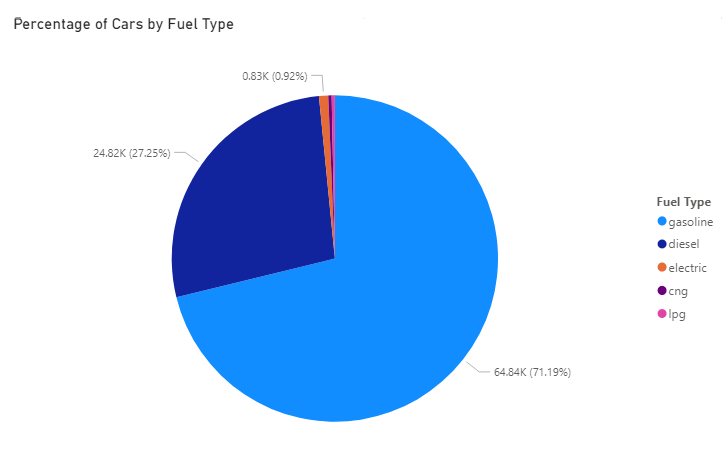 Percentage of Cars by Fuel Type
0.83K (0.92%)
24.82K (27.25%)
64.84K (71.19%)
Fuel Type
gasoline
diesel
electric
cng
lpg